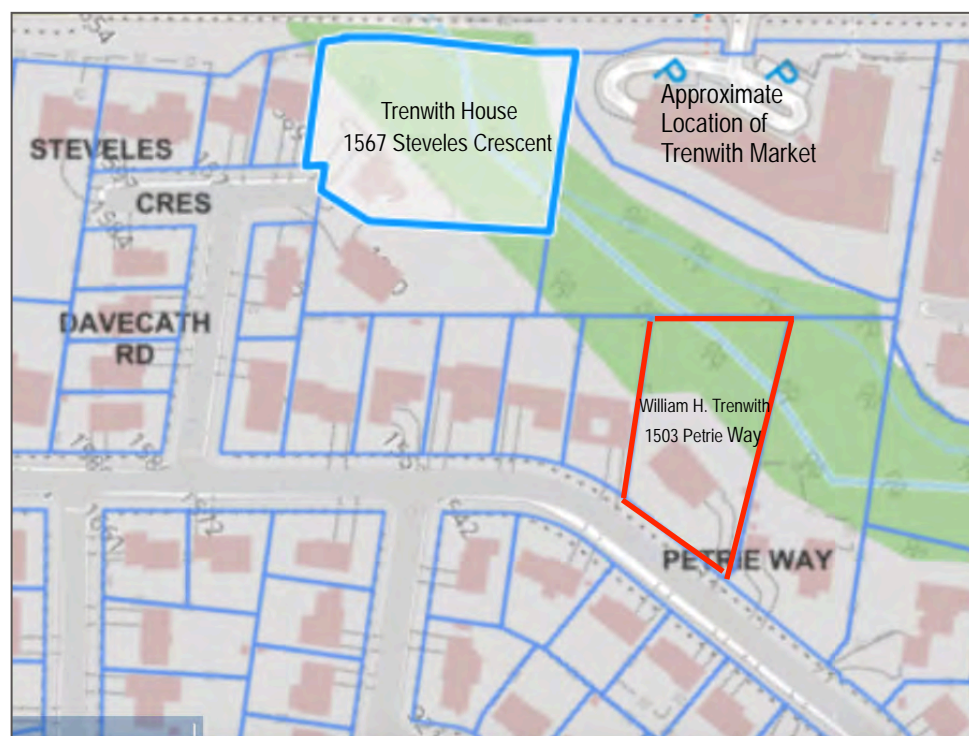 Trenwith House
1567 Steveles Crescent
Approximate
Location of
Trenwith Market
P
P
STEVELES
CRES
DAVECATH
RD
William H. Trenwith
1503 Petrie Way
PETRIE WAY